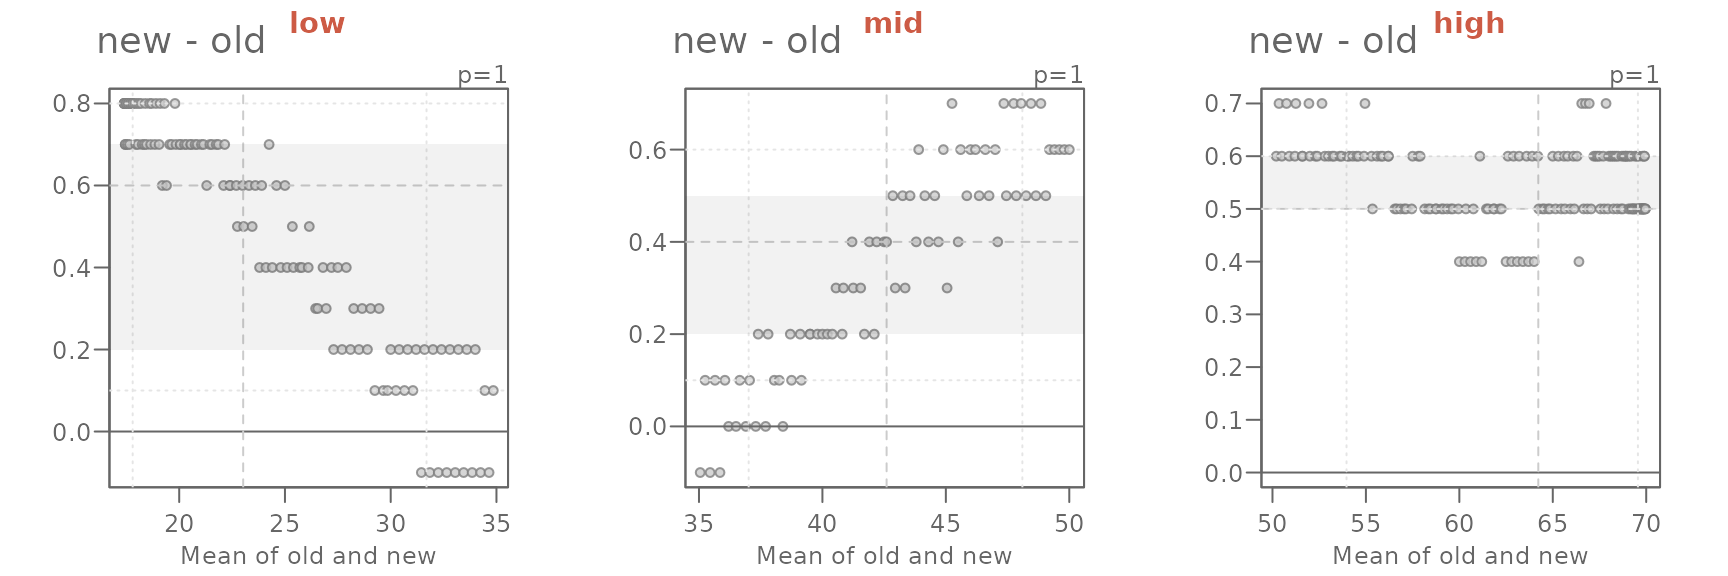 low
new - old
p=1
0.8
0.6
0.4
0.2
0.0
20 25 30 35
Mean of old and new
mid
new - old
p=1
0.6
0.4
0.2
0.0
35 40 45 50
Mean of old and new
high
new - old
p=1
0.7
0.6
0.5
0.4
0.3
0.2
0.1
0.0
50 55 60 65 70
Mean of old and new